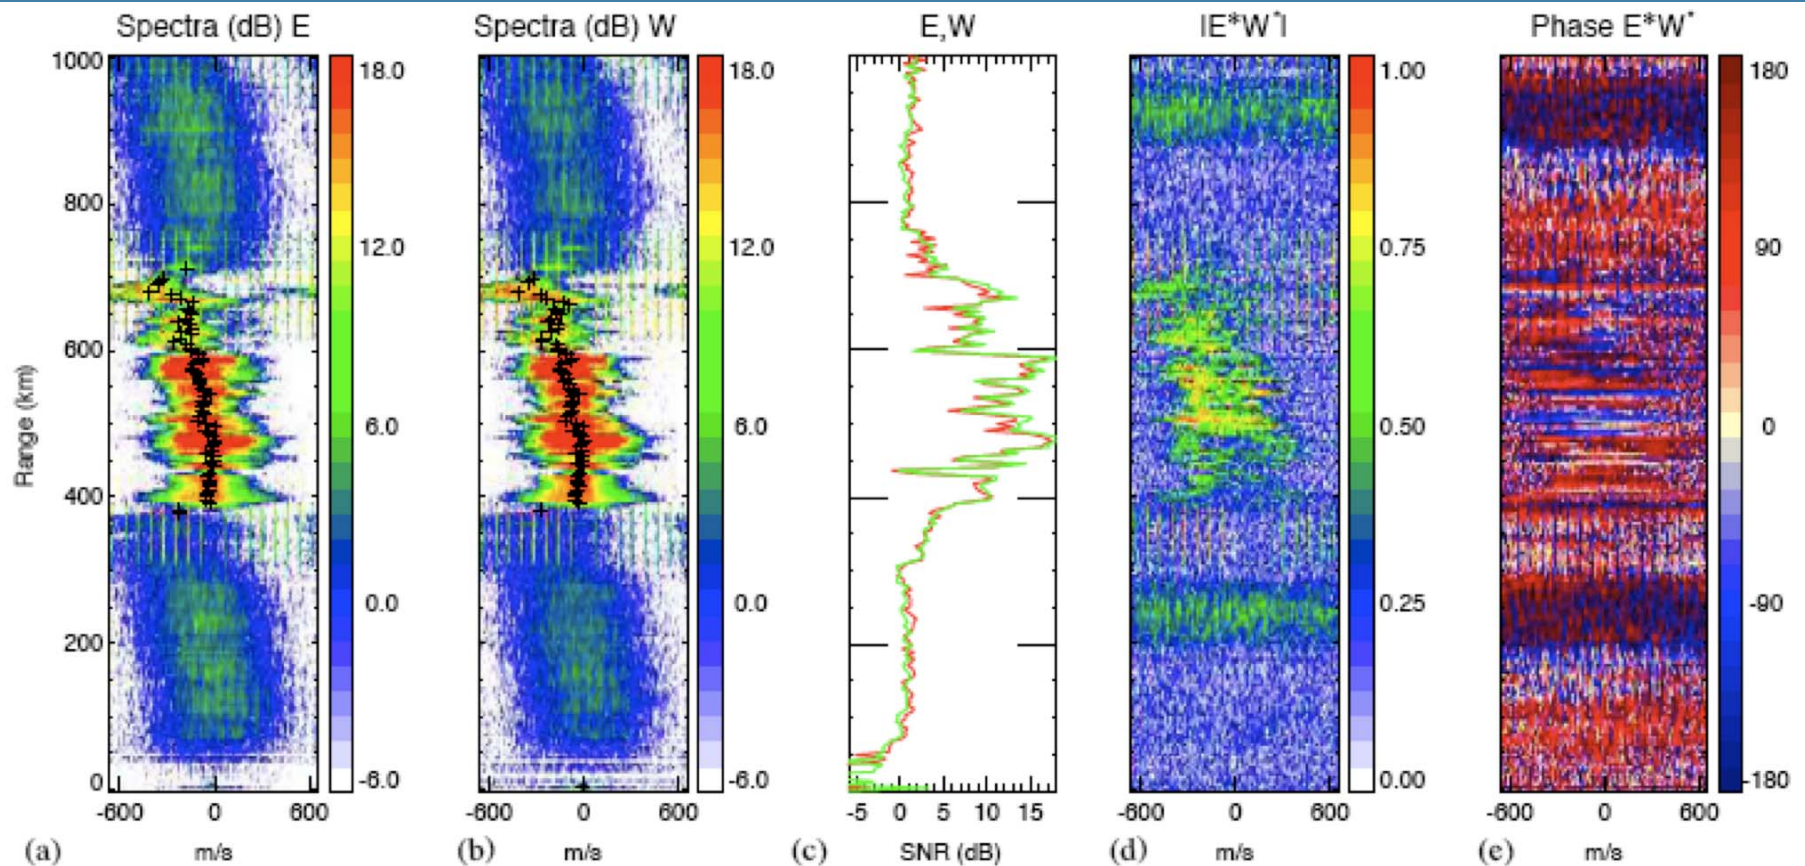 Spectra (dB) E
Spectra (dB) W
E,W
|E*W*|
Phase E*W*
Range (km)
1000
800
600
400
200
0
18.0
12.0
6.0
0.0
-6.0
-600 0 600
(a) m/s
18.0
12.0
6.0
0.0
-6.0
-600 0 600
(b) m/s
-5 0 5 10 15
(c) SNR (dB)
1.00
0.75
0.50
0.25
0.00
-600 0 600
(d) m/s
180
90
0
-90
-180
-600 0 600
(e) m/s